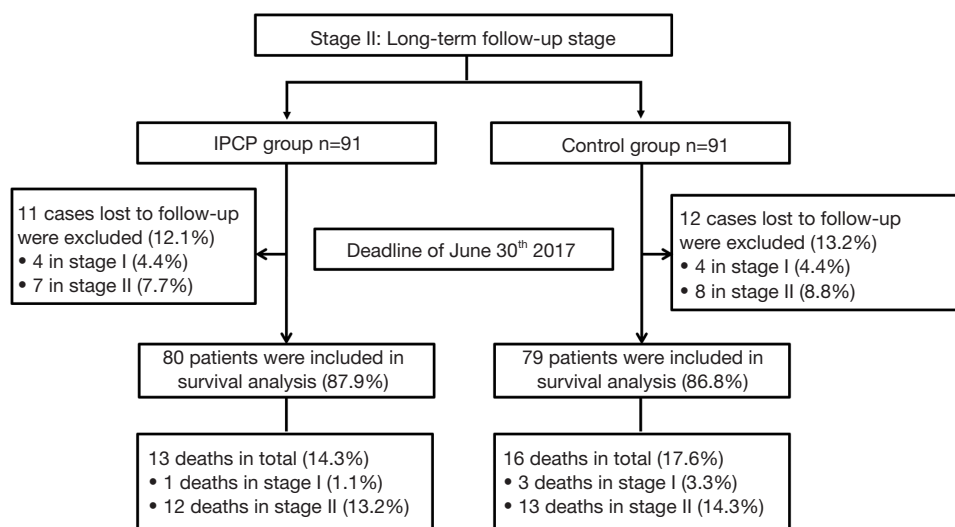 Stage II: Long-term follow-up stage
IPCP group n=91
Control group n=91
11 cases lost to follow-up
were excluded (12.1%)
• 4 in stage I (4.4%)
• 7 in stage II (7.7%)
Deadline of June 30th 2017
12 cases lost to follow-up
were excluded (13.2%)
• 4 in stage I (4.4%)
• 8 in stage II (8.8%)
80 patients were included in
survival analysis (87.9%)
79 patients were included in
survival analysis (86.8%)
13 deaths in total (14.3%)
• 1 deaths in stage I (1.1%)
• 12 deaths in stage II (13.2%)
16 deaths in total (17.6%)
• 3 deaths in stage I (3.3%)
• 13 deaths in stage II (14.3%)